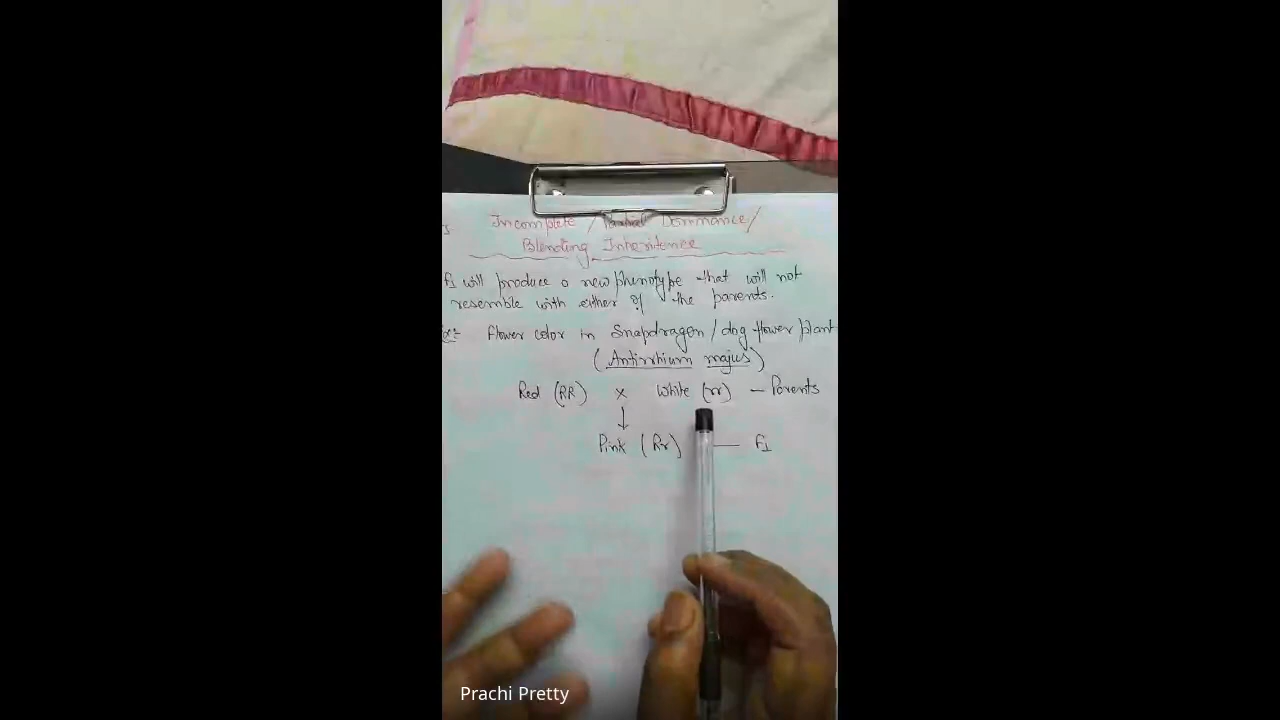 Incomplete / Partial Dominance/
Blending Inheritence
F1 will produce a new phenotype that will not
resemble with either of the parents.
Ex:- Flower color in Snapdragon / dog flower plant
(Antirrhium majus)
Red (RR) x White (rr) — Parents
Pink (Rr) — F1
Prachi Pretty